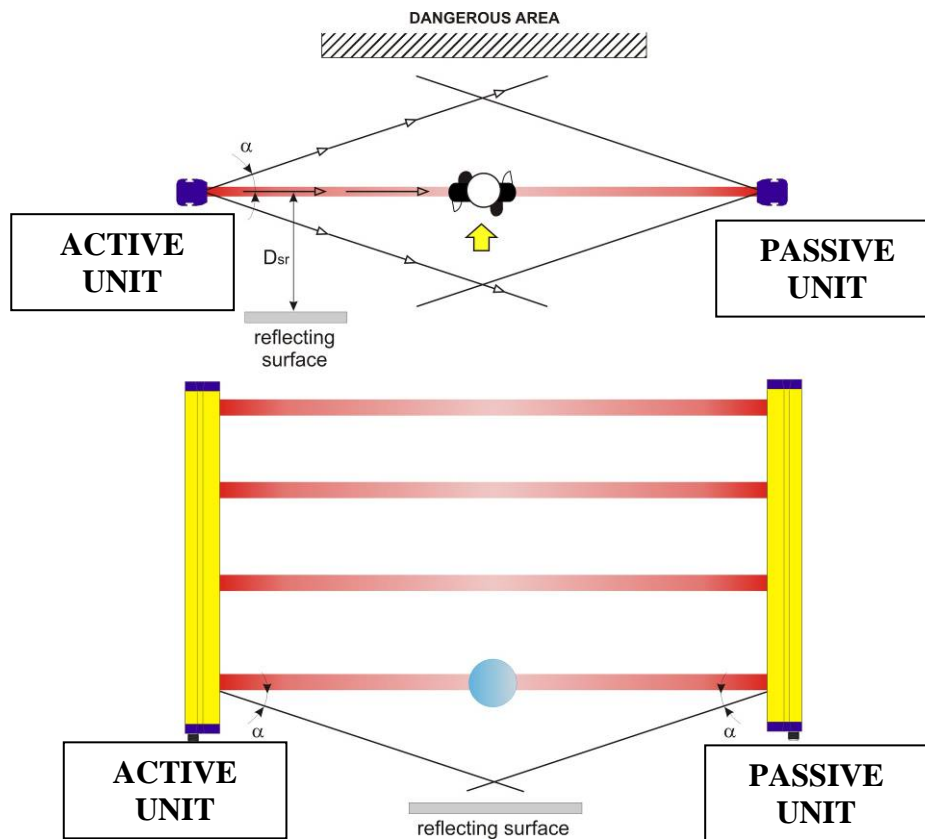 DANGEROUS AREA
α
ACTIVE
UNIT
Dsr
PASSIVE
UNIT
reflecting
surface
α
α
ACTIVE
UNIT
PASSIVE
UNIT
reflecting surface